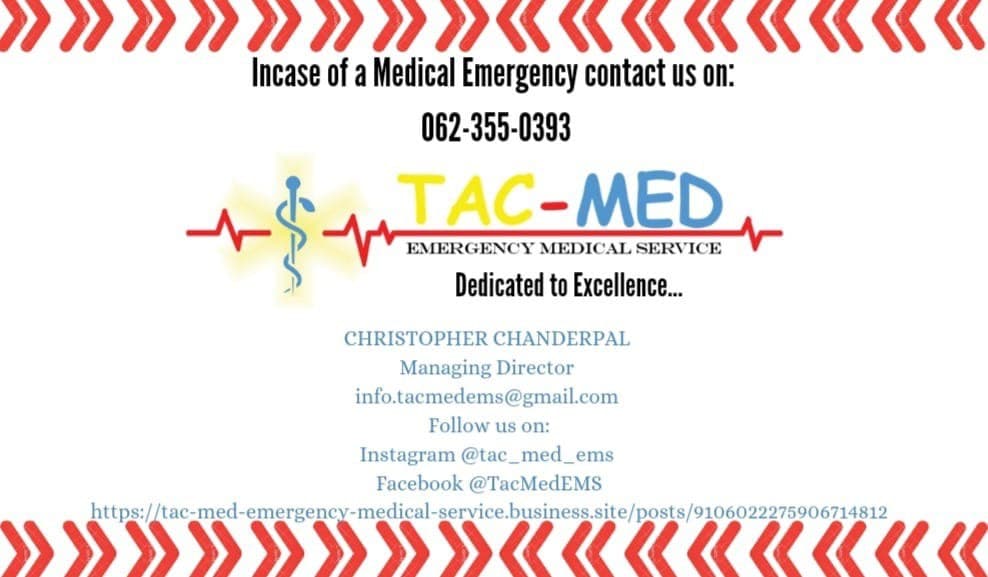 Incase of a Medical Emergency contact us on:
062-355-0393
TAC-MED
EMERGENCY MEDICAL SERVICE
Dedicated to Excellence...
CHRISTOPHER CHANDERPAL
Managing Director
info.tacmedems@gmail.com
Follow us on:
Instagram @tac_med_ems
Facebook @TacMedEMS
https://tac-med-emergency-medical-service.business.site/posts/9106022275906714812